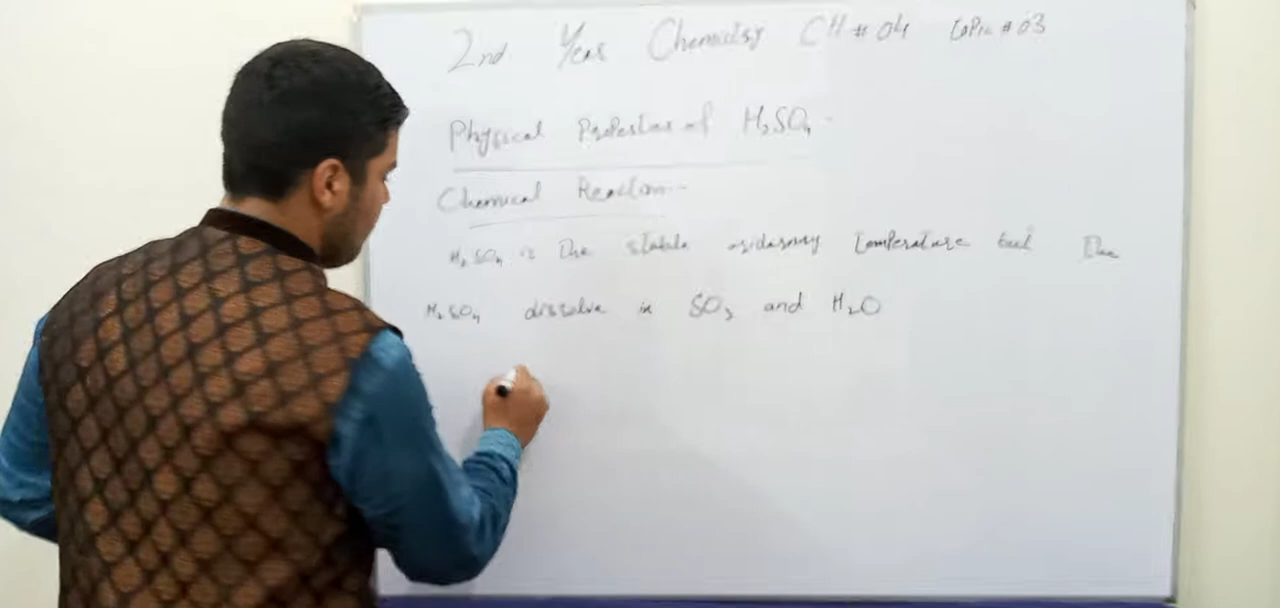 2nd Year Chemistry CH # 04 Topic # 03
Physical Properties of H₂SO₄
Chemical Reaction
H₂SO₄ is the stable temperature but the
H₂SO₄ dissolve in SO₃ and H₂O